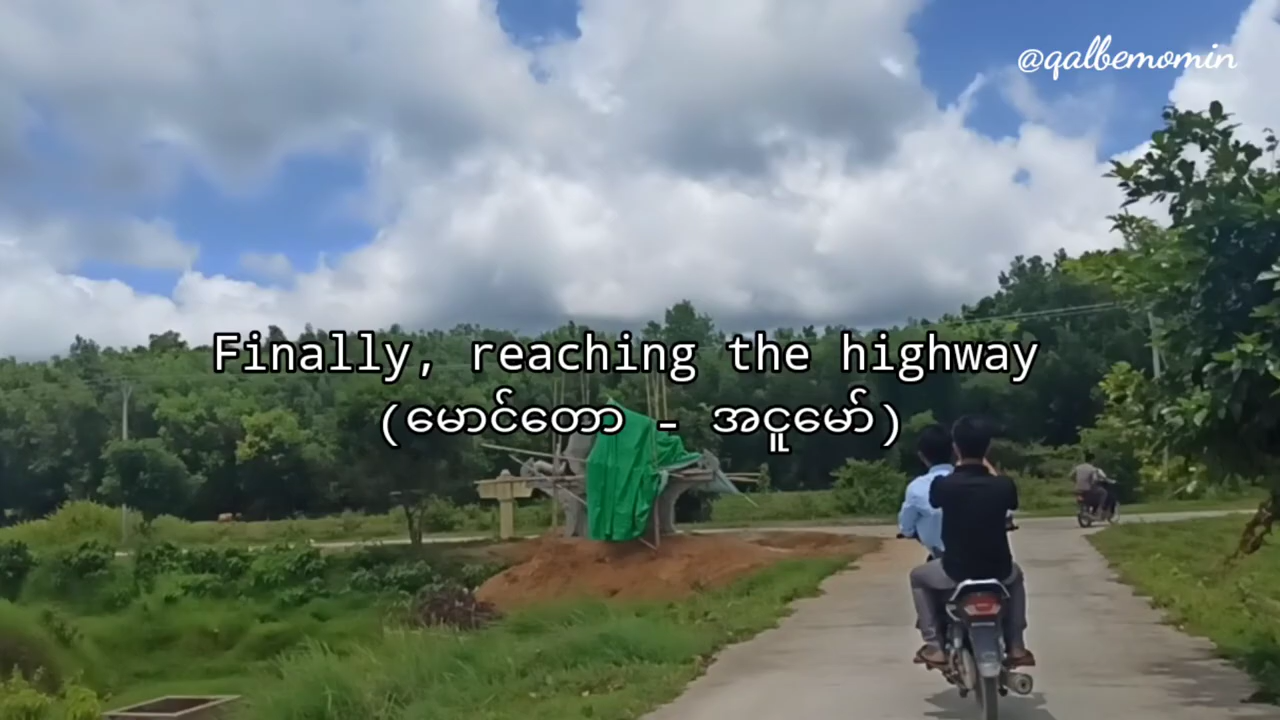 @qalbemomin
Finally, reaching the highway
(မောင်တော - အငူမော်)